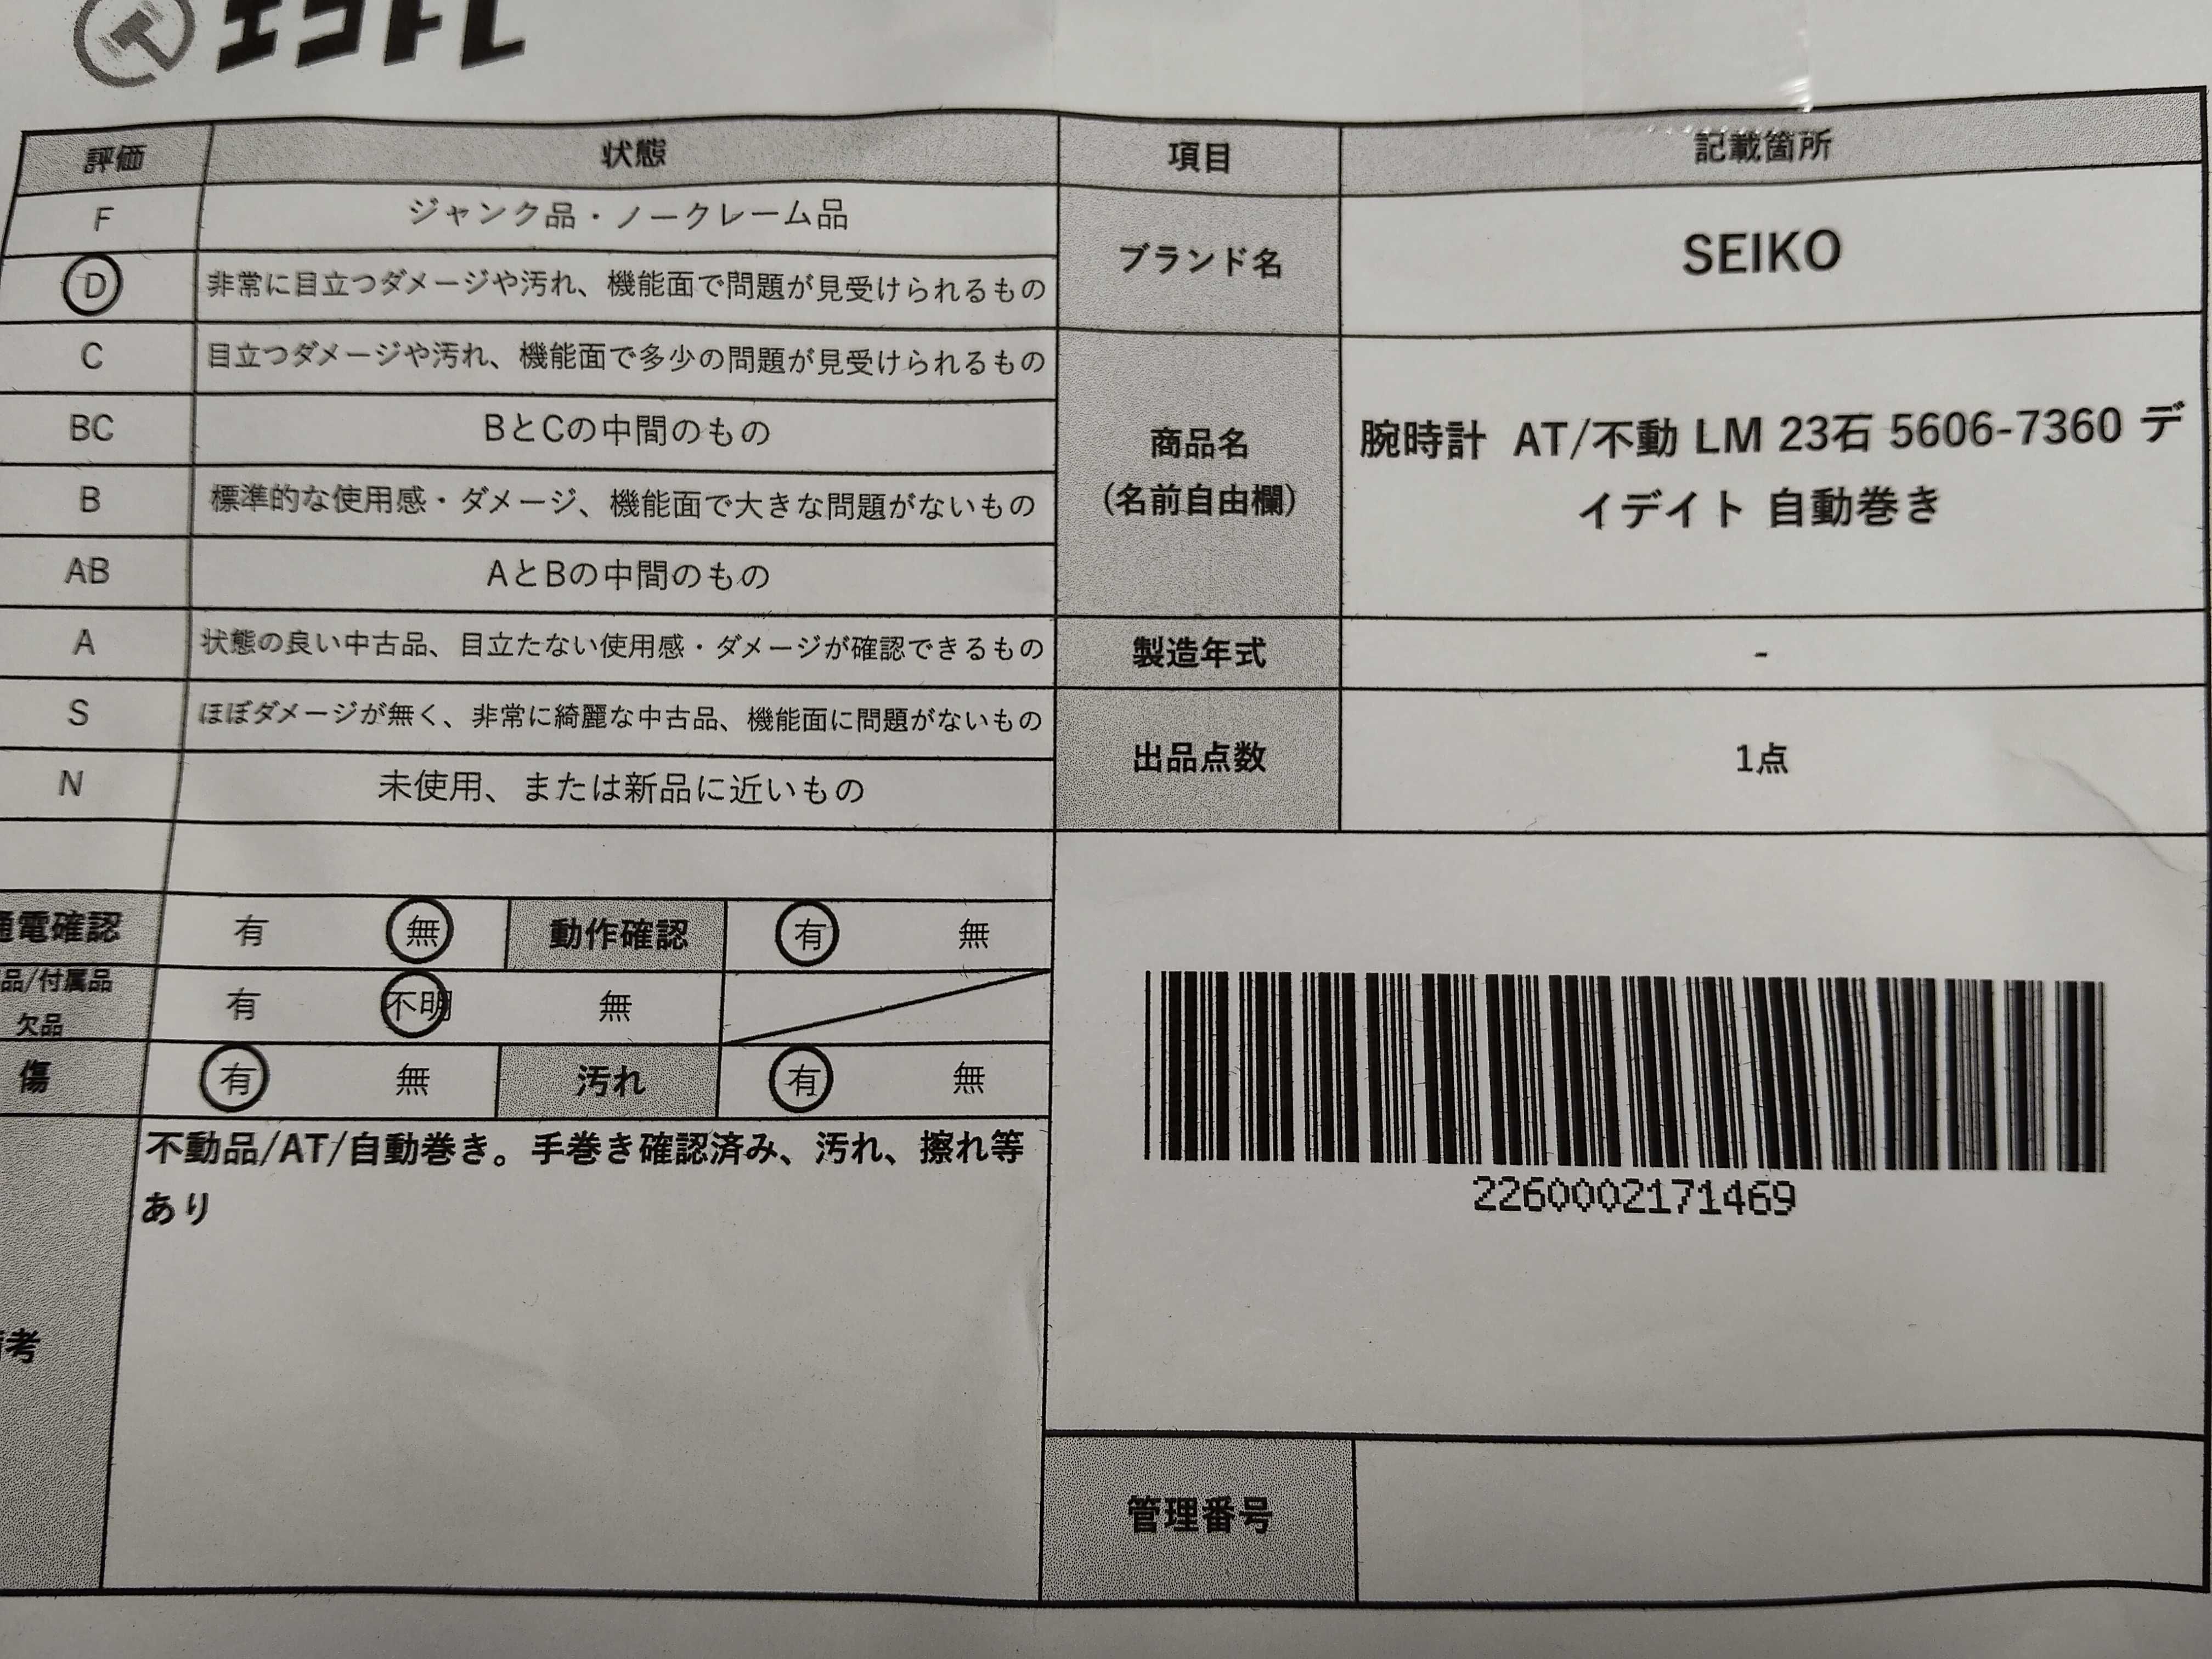 エコトレ
評価 状態 項目 記載箇所
F ジャンク品・ノークレーム品
D 非常に目立つダメージや汚れ、機能面で問題が見受けられるもの
C 目立つダメージや汚れ、機能面で多少の問題が見受けられるもの
BC BとCの中間のもの
B 標準的な使用感・ダメージ、機能面で大きな問題がないもの
AB AとBの中間のもの
A 状態の良い中古品、目立たない使用感・ダメージが確認できるもの
S ほぼダメージが無く、非常に綺麗な中古品、機能面に問題がないもの
N 未使用、または新品に近いもの
ブランド名 SEIKO
商品名
(名前自由欄)
腕時計 AT/不動 LM 23石 5606-7360 デ
イデイト 自動巻き
製造年式 -
出品点数 1点
通電確認 有 無 動作確認 有 無
品/付属品
欠品
有 不明 無
傷 有 無 汚れ 有 無
考
不動品/AT/自動巻き。手巻き確認済み、汚れ、擦れ等
あり
2260002171469
管理番号